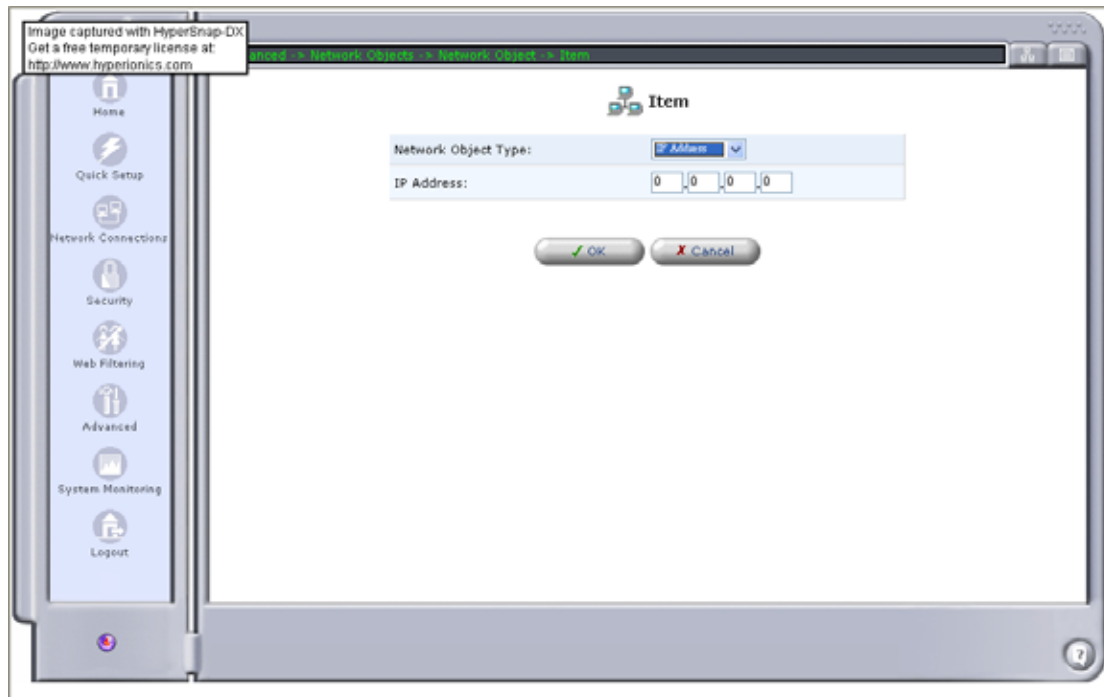 Image captured with HyperSnap-DX
Get a free temporary license at:
http://www.hyperionics.com
anced -> Network Objects -> Network Object -> Item
Item
Network Object Type:
IP Address
IP Address:
0 .0 .0 .0
OK
Cancel
Home
Quick Setup
Network Connections
Security
Web Filtering
Advanced
System Monitoring
Logout
?